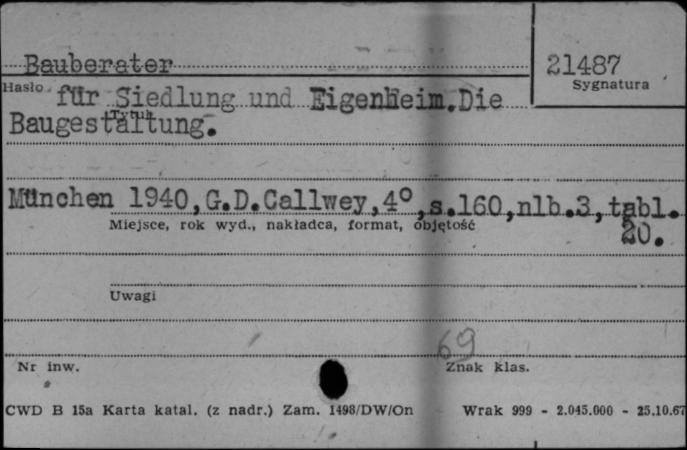 Bauberater
21487
Hasło
Sygnatura
für Siedlung und Eigenheim.Die
Tytuł
Baugestaltung.
München 1940,G.D.Callwey,4°,s.160,nlb.3,tabl.
20.
Miejsce, rok wyd., nakładca, format, objętość
Uwagi
69
Nr inw.
Znak klas.
CWD B 15a Karta katal. (z nadr.) Zam. 1498/DW/On
Wrak 999 - 2.045.000 - 25.10.67